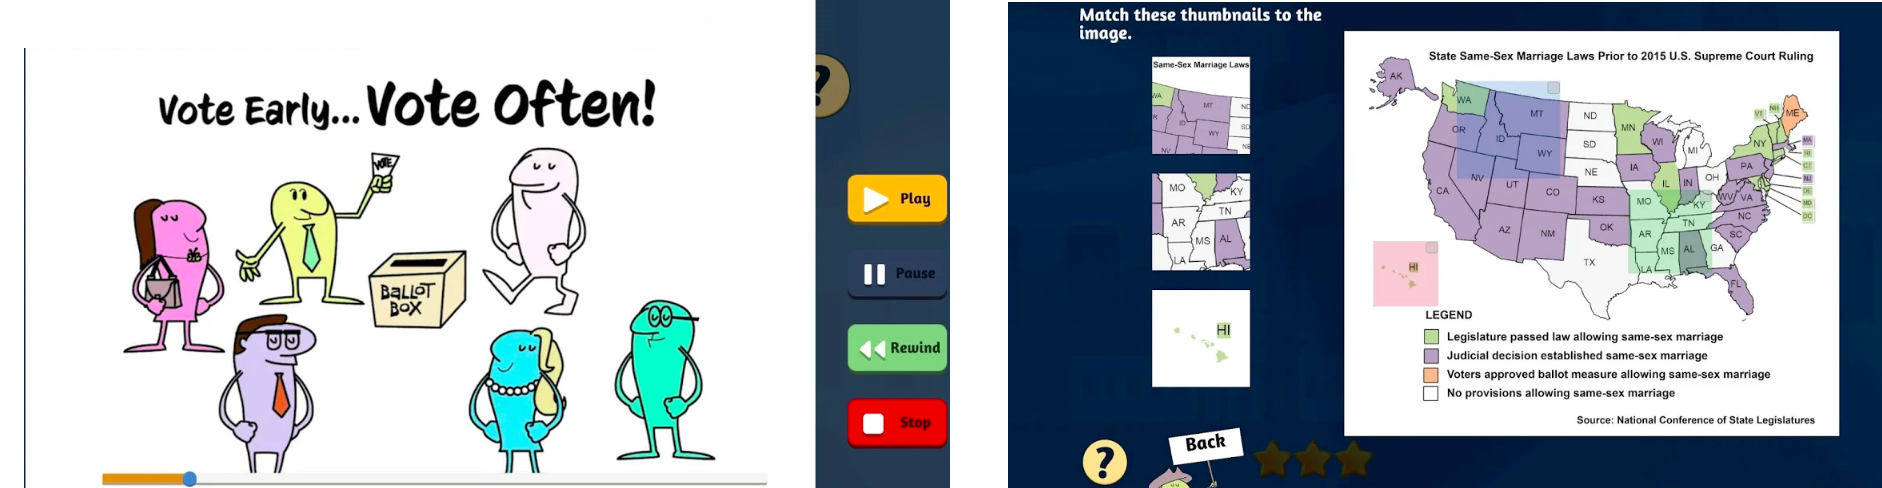 Vote Early... Vote Often!
VOTE
BALLOT
BOX
?
Play
Pause
Rewind
Stop
Match these thumbnails to the
image.
Same-Sex Marriage Laws
WA
MT
ND
ID
SD
WY
NV
NE
MO
KY
TN
AR
MS
AL
LA
HI
?
Back
State Same-Sex Marriage Laws Prior to 2015 U.S. Supreme Court Ruling
AK
WA
MT
ND
MN
VT
NH
ME
OR
ID
SD
WI
NY
MI
WY
NE
IA
PA
NV
UT
IL
IN
OH
CA
CO
KS
MO
KY
WV
VA
AZ
NM
OK
AR
TN
NC
SC
MS
AL
GA
TX
LA
FL
HI
MA
RI
CT
NJ
DE
MD
DC
LEGEND
Legislature passed law allowing same-sex marriage
Judicial decision established same-sex marriage
Voters approved ballot measure allowing same-sex marriage
No provisions allowing same-sex marriage
Source: National Conference of State Legislatures